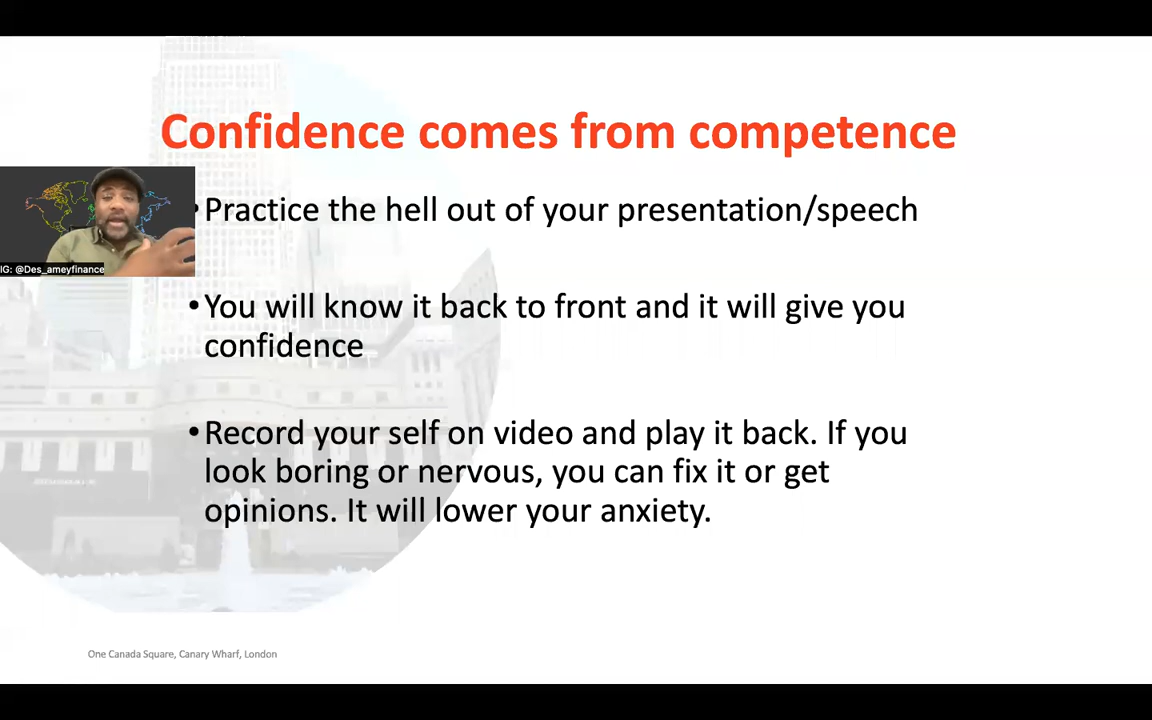 Confidence comes from competence
•Practice the hell out of your presentation/speech
IG: @Des_ameyfinance
•You will know it back to front and it will give you
confidence
•Record your self on video and play it back. If you
look boring or nervous, you can fix it or get
opinions. It will lower your anxiety.
One Canada Square, Canary Wharf, London